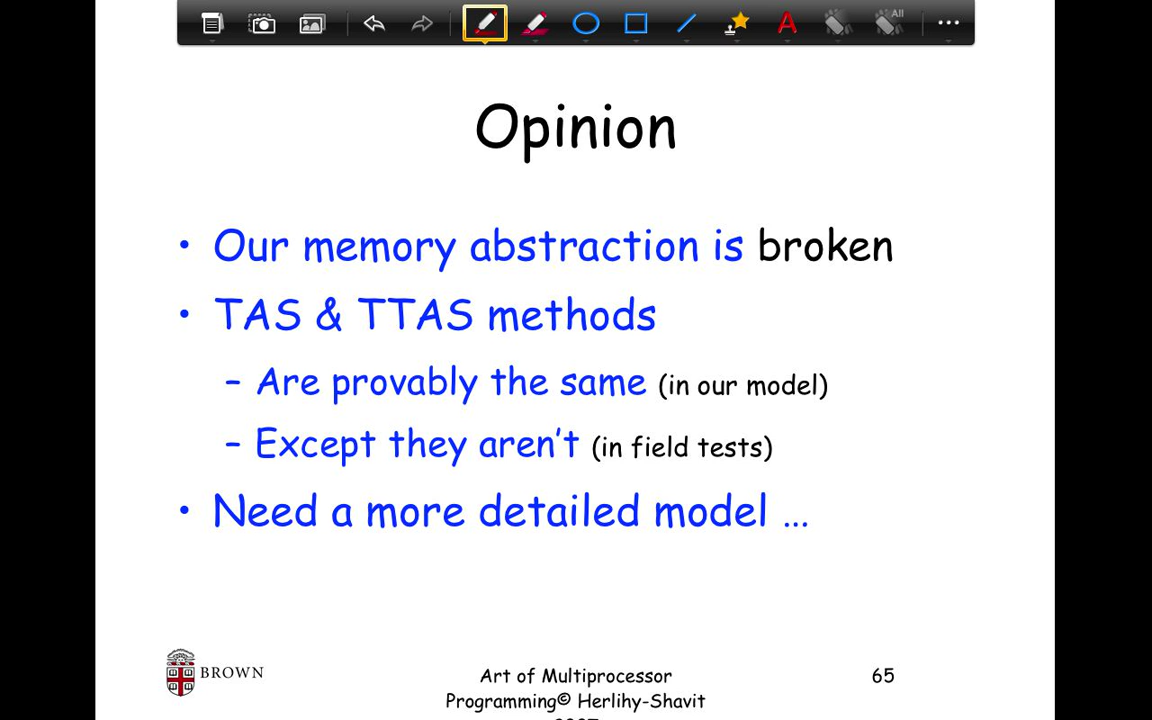 All
A
Opinion
• Our memory abstraction is broken
• TAS & TTAS methods
– Are provably the same (in our model)
– Except they aren't (in field tests)
• Need a more detailed model …
BROWN
Art of Multiprocessor
Programming© Herlihy-Shavit
65